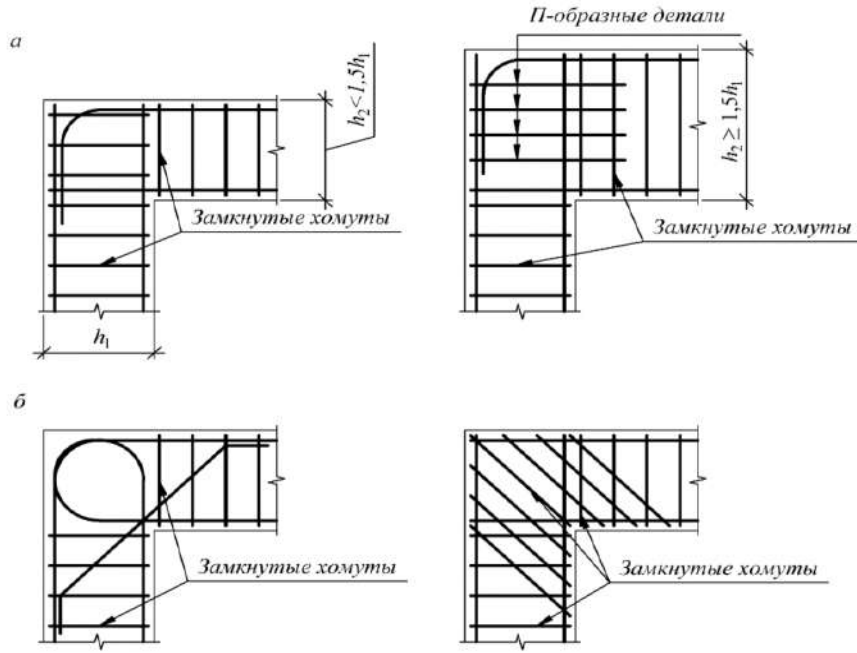 а
П-образные детали
h₂<1,5h₁
h₂ ≥ 1,5h₁
Замкнутые хомуты
Замкнутые хомуты
h₁
б
Замкнутые хомуты
Замкнутые хомуты